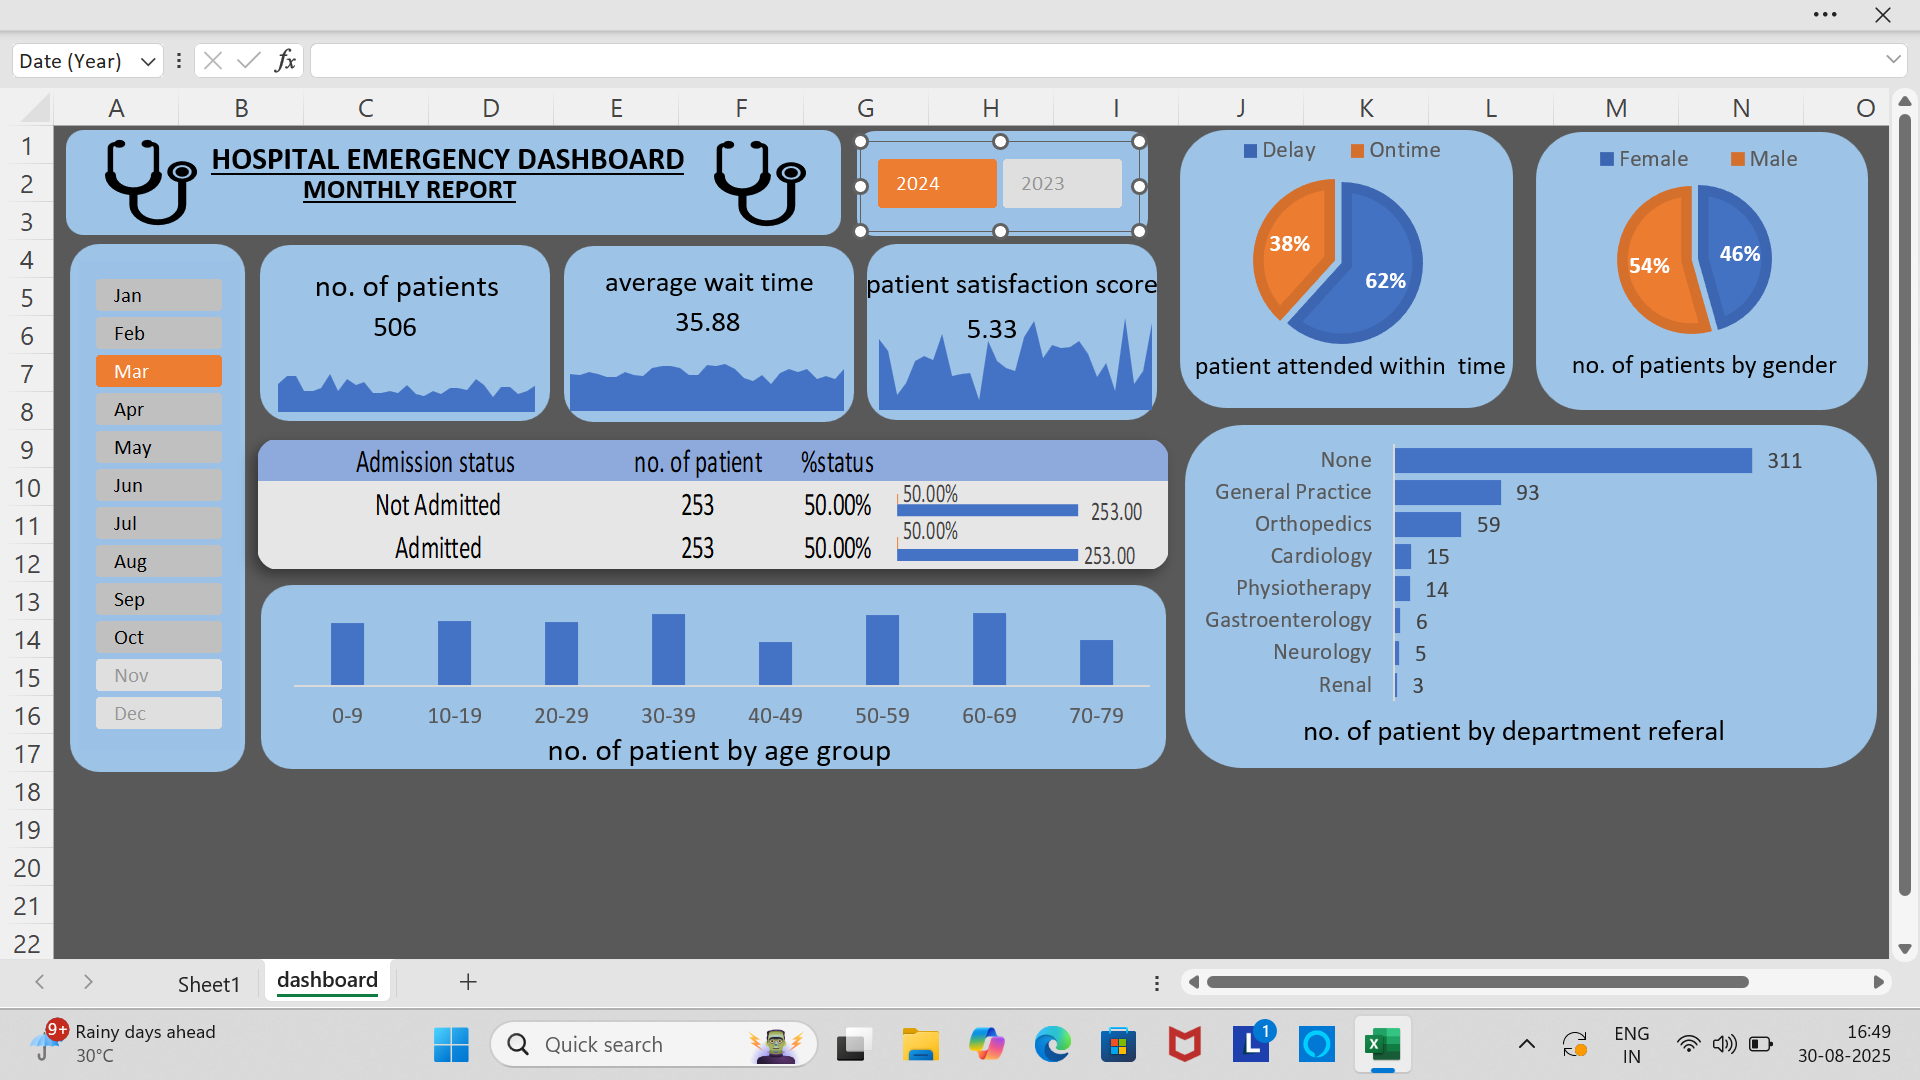 Date (Year)
fx
A B C D E F G H I J K L M N O
1
2
3
4
5
6
7
8
9
10
11
12
13
14
15
16
17
18
19
20
21
22
HOSPITAL EMERGENCY DASHBOARD
MONTHLY REPORT
2024 2023
Jan
Feb
Mar
Apr
May
Jun
Jul
Aug
Sep
Oct
Nov
Dec
no. of patients
506
average wait time
35.88
patient satisfaction score
5.33
Delay Ontime
38%
62%
patient attended within time
Female Male
54% 46%
no. of patients by gender
Admission status no. of patient %status
Not Admitted 253 50.00% 50.00% 253.00
Admitted 253 50.00% 50.00% 253.00
0-9 10-19 20-29 30-39 40-49 50-59 60-69 70-79
no. of patient by age group
None 311
General Practice 93
Orthopedics 59
Cardiology 15
Physiotherapy 14
Gastroenterology 6
Neurology 5
Renal 3
no. of patient by department referal
Sheet1 dashboard
9+ Rainy days ahead
30°C
Quick search
L 1
X
ENG
IN
16:49
30-08-2025